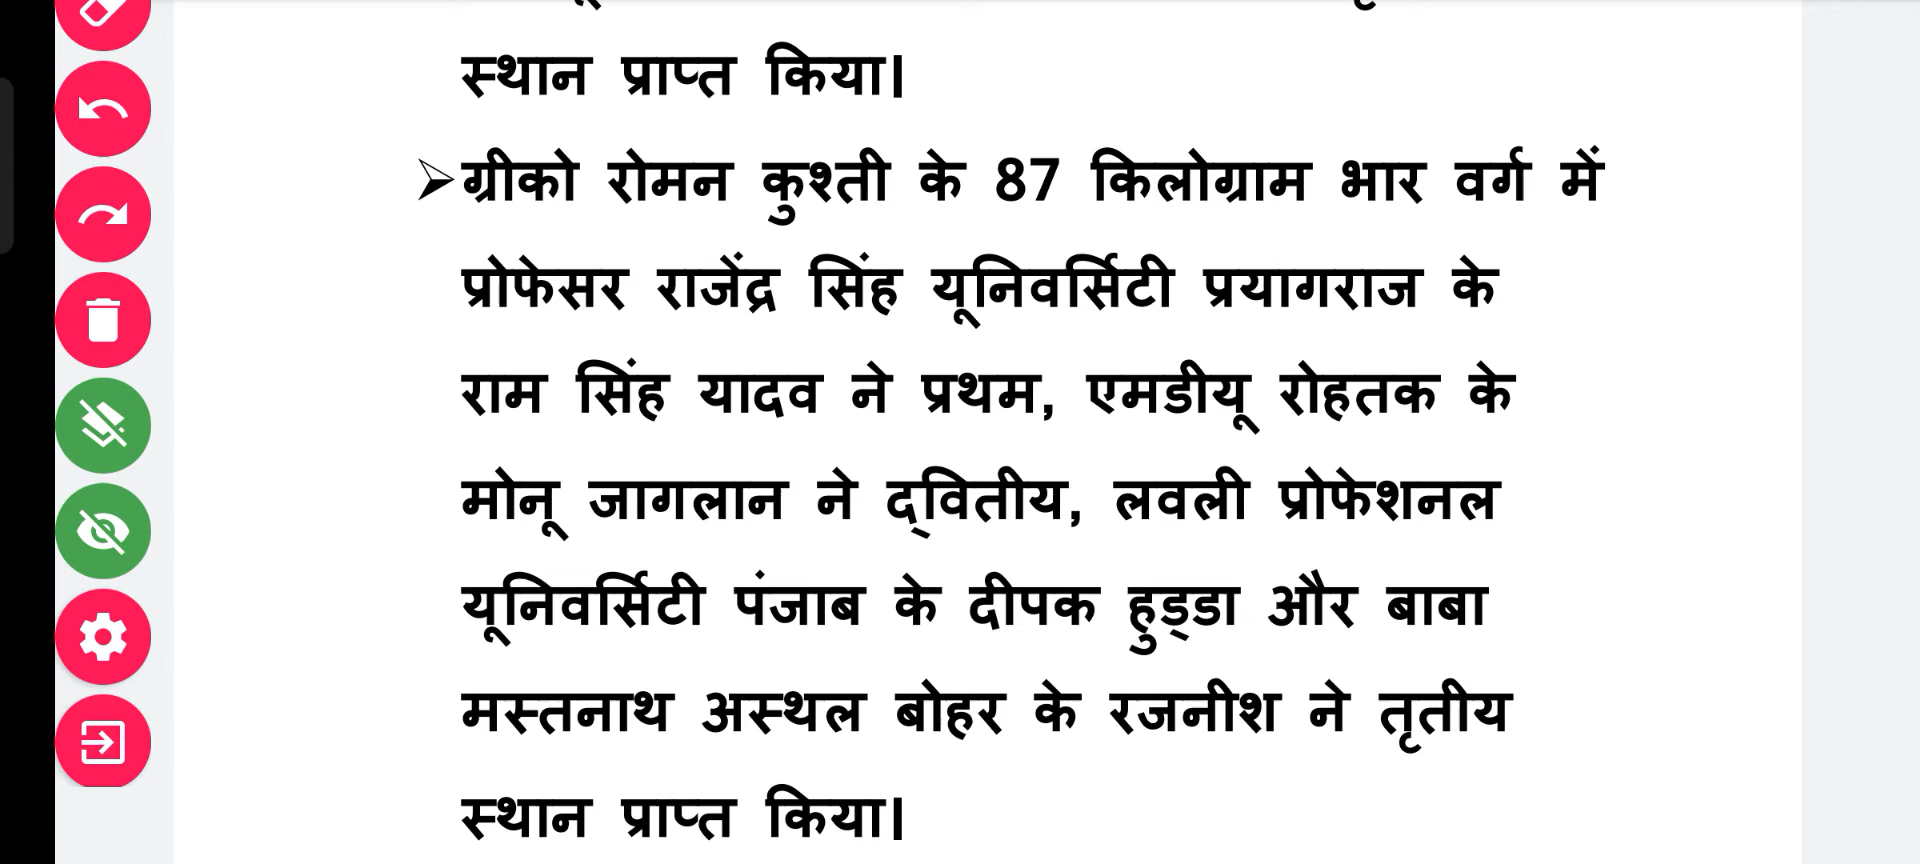 स्थान प्राप्त किया।
➢ग्रीको रोमन कुश्ती के 87 किलोग्राम भार वर्ग में
प्रोफेसर राजेंद्र सिंह यूनिवर्सिटी प्रयागराज के
राम सिंह यादव ने प्रथम, एमडीयू रोहतक के
मोनू जागलान ने द्वितीय, लवली प्रोफेशनल
यूनिवर्सिटी पंजाब के दीपक हुड्डा और बाबा
मस्तनाथ अस्थल बोहर के रजनीश ने तृतीय
स्थान प्राप्त किया।